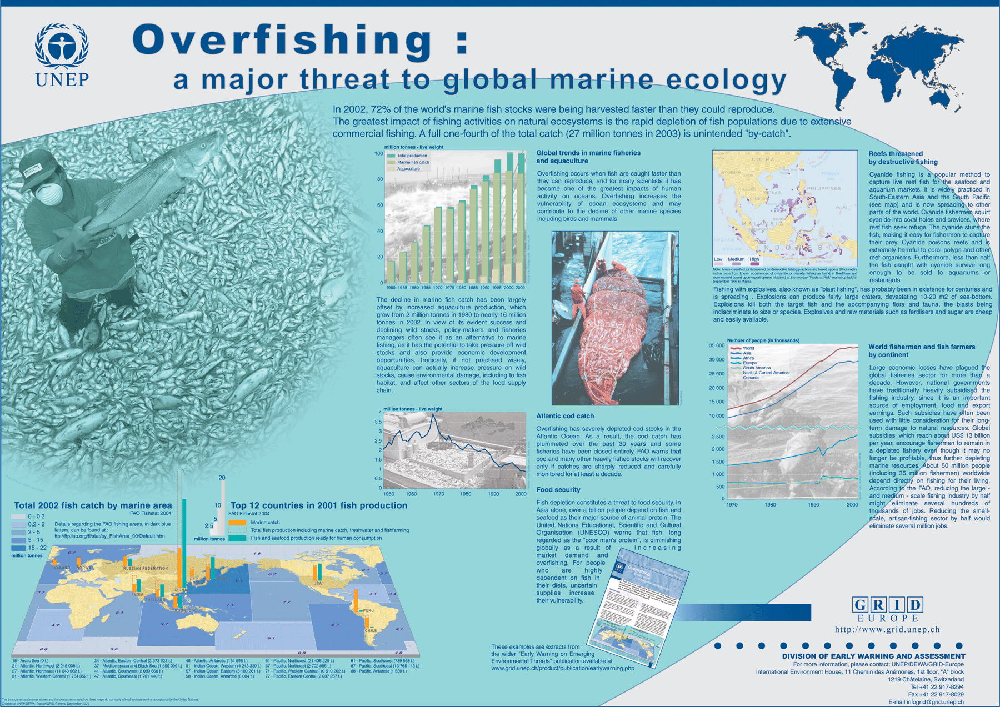 UNEP
Overfishing :
a major threat to global marine ecology
In 2002, 72% of the world's marine fish stocks were being harvested faster than they could reproduce.
The greatest impact of fishing activities on natural ecosystems is the rapid depletion of fish populations due to extensive
commercial fishing. A full one-fourth of the total catch (27 million tonnes in 2003) is unintended "by-catch".
million tonnes - live weight
Total production
Marine fish catch
Aquaculture
100
80
60
40
20
0
1950 1955 1960 1965 1970 1975 1980 1985 1990 1995 2000 2002
The decline in marine fish catch has been largely
offset by increased aquaculture production, which
grew from 2 million tonnes in 1980 to nearly 16 million
tonnes in 2002. In view of its evident success and
declining wild stocks, policy-makers and fisheries
managers often see it as an alternative to marine
fishing, as it has the potential to take pressure off wild
stocks and also provide economic development
opportunities. Ironically, if not practised wisely,
aquaculture can actually increase pressure on wild
stocks, cause environmental damage, including to fish
habitat, and affect other sectors of the food supply
chain.
million tonnes - live weight
4
3.5
3
2.5
2
1.5
1
0.5
0
1950 1960 1970 1980 1990 2000
Global trends in marine fisheries
and aquaculture
Overfishing occurs when fish are caught faster than
they can reproduce, and for many scientists it has
become one of the greatest impacts of human
activity on oceans. Overfishing increases the
vulnerability of ocean ecosystems and may
contribute to the decline of other marine species
including birds and mammals
Photo: NOAA
Atlantic cod catch
Overfishing has severely depleted cod stocks in the
Atlantic Ocean. As a result, the cod catch has
plummeted over the past 30 years and some
fisheries have been closed entirely. FAO warns that
cod and many other heavily fished stocks will recover
only if catches are sharply reduced and carefully
monitored for at least a decade.
Food security
Fish depletion constitutes a threat to food security. In
Asia alone, over a billion people depend on fish and
seafood as their major source of animal protein. The
United Nations Educational, Scientific and Cultural
Organisation (UNESCO) warns that fish, long
regarded as the "poor man's protein", is diminishing
globally as a result of increasing
market demand and
overfishing. For people
who are highly
dependent on fish in
their diets, uncertain
supplies increase
their vulnerability.
UNEP
Overfishing
These examples are extracts from
the wider "Early Warning on Emerging
Environmental Threats" publication available at
www.grid.unep.ch/product/publication/earlywarning.php
CHINA
MYANMAR
LAOS
THAILAND
VIETNAM
CAMBODIA
PHILIPPINES
Philippine
Sea
PALAU
BRUNEI
MALAYSIA
SINGAPORE
INDONESIA
INDIAN
OCEAN
EAST TIMOR
Low Medium High
Note: Areas classified as threatened by destructive fishing practices are based upon a 20-kilometre
radius zone from known occurrences of dynamite or cyanide fishing as found in ReefBase and
were revised based upon expert opinion obtained at the two-day "Reefs at Risk" workshop held in
September 1997 in Manila.
Reefs threatened
by destructive fishing
Cyanide fishing is a popular method to
capture live reef fish for the seafood and
aquarium markets. It is widely practiced in
South-Eastern Asia and the South Pacific
(see map) and is now spreading to other
parts of the world. Cyanide fishermen squirt
cyanide into coral holes and crevices, where
reef fish seek refuge. The cyanide stuns the
fish, making it easy for fishermen to capture
their prey. Cyanide poisons reefs and is
extremely harmful to coral polyps and other
reef organisms. Furthermore, less than half
the fish caught with cyanide survive long
enough to be sold to aquariums or
restaurants.
Fishing with explosives, also known as "blast fishing", has probably been in existence for centuries and
is spreading . Explosions can produce fairly large craters, devastating 10-20 m2 of sea-bottom.
Explosions kill both the target fish and the accompanying flora and fauna, the blasts being
indiscriminate to size or species. Explosives and raw materials such as fertilisers and sugar are cheap
and easily available.
Number of people (in thousands)
World
Asia
Africa
Europe
South America
North & Central America
Oceania
35 000
30 000
25 000
20 000
15 000
10 000
2 500
2 000
1 500
1 000
500
0
1970 1980 1990 2000
World fishermen and fish farmers
by continent
Large economic losses have plagued the
global fisheries sector for more than a
decade. However, national governments
have traditionally heavily subsidised the
fishing industry, since it is an important
source of employment, food and export
earnings. Such subsidies have often been
used with little consideration for their long-
term damage to natural resources. Global
subsidies, which reach about US$ 13 billion
per year, encourage fishermen to remain in
a depleted fishery even though it may no
longer be profitable, thus further depleting
marine resources. About 50 million people
(including 35 million fishermen) worldwide
depend directly on fishing for their living.
According to the FAO, reducing the large -
and medium - scale fishing industry by half
might eliminate several hundreds of
thousands of jobs. Reducing the small-
scale, artisan-fishing sector by half would
eliminate several million jobs.
Total 2002 fish catch by marine area
FAO Fishstat 2004
0 - 0.2
0.2 - 2
2 - 5
5 - 15
15 - 22
million tonnes
Details regarding the FAO fishing areas, in dark blue
letters, can be found at :
ftp://ftp.fao.org/fi/stat/by_FishArea_00/Default.htm
20
10
5
2.5
million tonnes
Top 12 countries in 2001 fish production
FAO Fishstat 2004
Marine catch
Total fish production including marine catch, freshwater and fishfarming
Fish and seafood production ready for human consumption
27
18
ICELAND
NORWAY
RUSSIAN FEDERATION
REP.
CHINA
INDIA
THAILAND
INDONESIA
USA
PERU
CHILE
67
21
27
61
37
31
34
71
77
51
47
57
87
41
81
48
58
88
48
18 - Arctic Sea (0 t.)
21 - Atlantic, Northwest (2 245 008 t.)
27 - Atlantic, Northeast (11 048 962 t.)
31 - Atlantic, Western Central (1 764 352 t.)
34 - Atlantic, Eastern Central (3 373 623 t.)
37 - Mediterranean and Black Sea (1 550 099 t.)
41 - Atlantic, Southwest (2 089 660 t.)
47 - Atlantic, Southeast (1 701 440 t.)
48 - Atlantic, Antarctic (134 595 t.)
51 - Indian Ocean, Western (4 243 330 t.)
57 - Indian Ocean, Eastern (5 100 261 t.)
58 - Indian Ocean, Antarctic (8 004 t.)
61 - Pacific, Northwest (21 436 229 t.)
67 - Pacific, Northeast (2 702 885 t.)
71 - Pacific, Western Central (10 510 202 t.)
77 - Pacific, Eastern Central (2 037 267 t.)
81 - Pacific, Southwest (739 868 t.)
87 - Pacific, Southeast (13 765 143 t.)
88 - Pacific, Antarctic (1 559 t.)
The boundaries and names shown and the designations used on these maps do not imply official endorsement or acceptance by the United Nations.
Created at UNEP/DEWA~Europe/GRID-Geneva; September 2004
GRID
EUROPE
http://www.grid.unep.ch
DIVISION OF EARLY WARNING AND ASSESSMENT
For more information, please contact: UNEP/DEWA/GRID-Europe
International Environment House, 11 Chemin des Anémones, 1st floor, "A" block
1219 Châtelaine, Switzerland
Tel +41 22 917-8294
Fax +41 22 917-8029
E-mail infogrid@grid.unep.ch